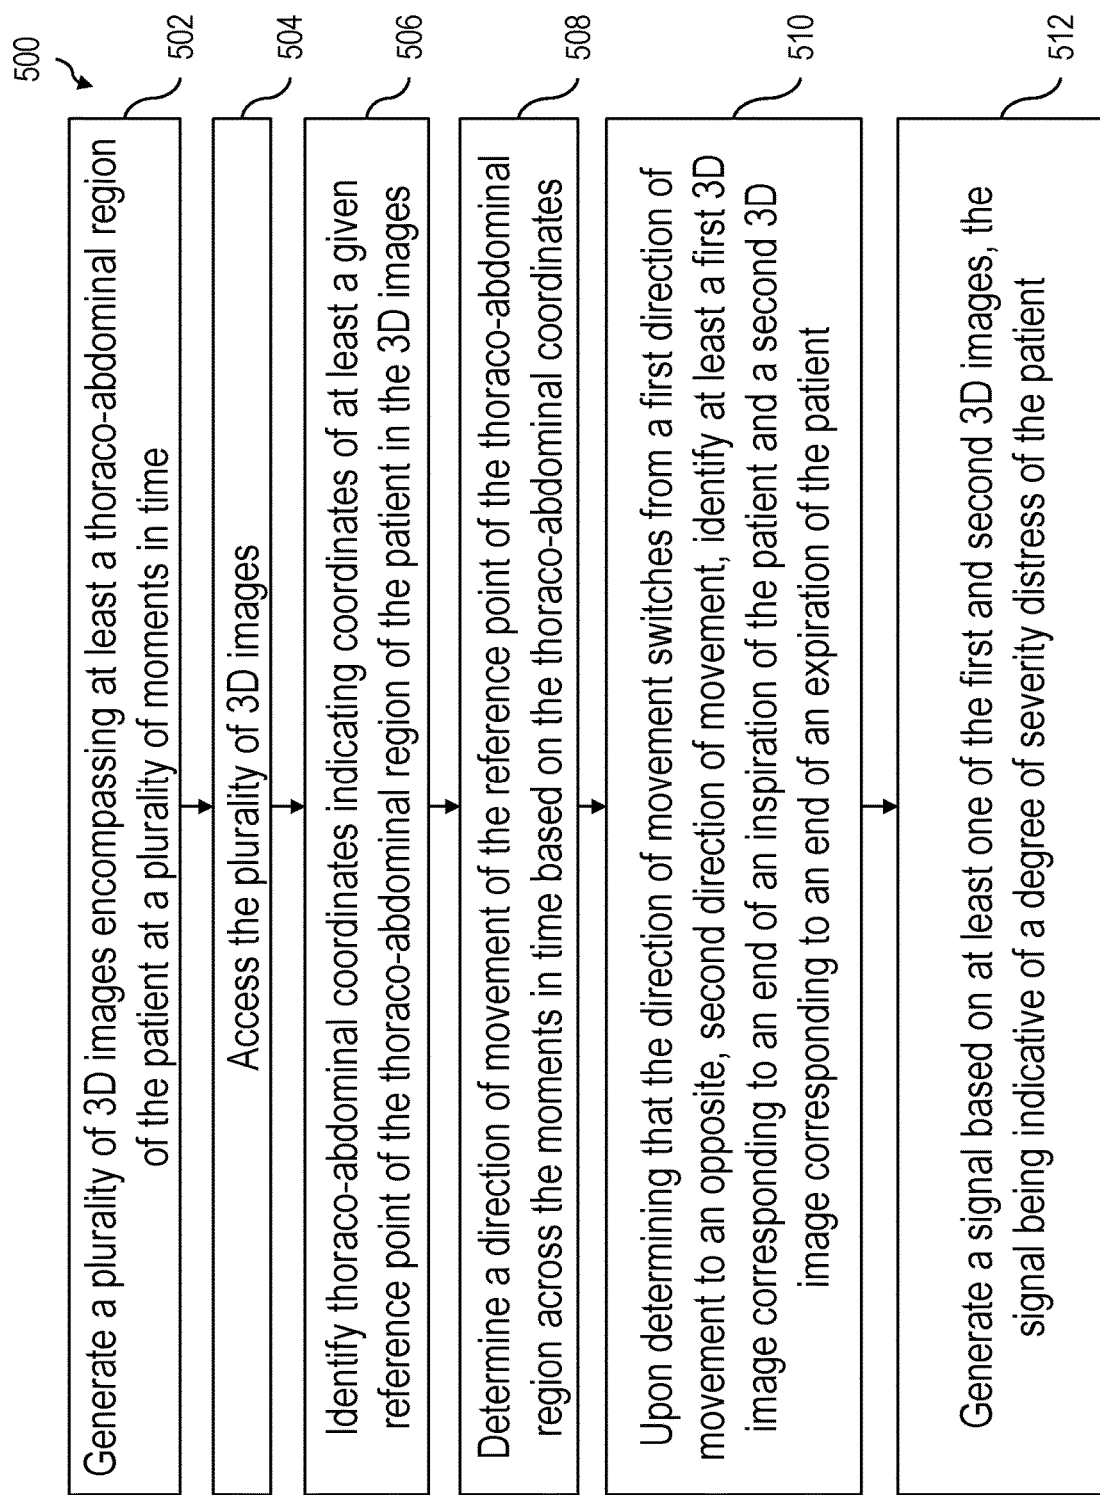 500
Generate a plurality of 3D images encompassing at least a thoraco-abdominal region
of the patient at a plurality of moments in time
502
Access the plurality of 3D images
504
Identify thoraco-abdominal coordinates indicating coordinates of at least a given
reference point of the thoraco-abdominal region of the patient in the 3D images
506
Determine a direction of movement of the reference point of the thoraco-abdominal
region across the moments in time based on the thoraco-abdominal coordinates
508
Upon determining that the direction of movement switches from a first direction of
movement to an opposite, second direction of movement, identify at least a first 3D
image corresponding to an end of an inspiration of the patient and a second 3D
image corresponding to an end of an expiration of the patient
510
Generate a signal based on at least one of the first and second 3D images, the
signal being indicative of a degree of severity distress of the patient
512